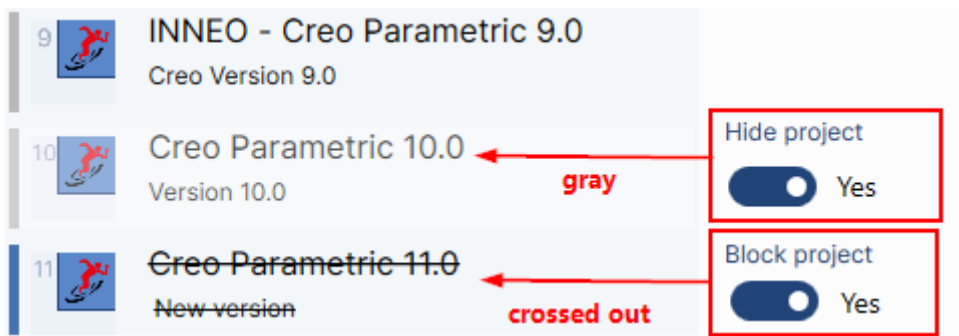 9 INNEO - Creo Parametric 9.0
Creo Version 9.0
10 Creo Parametric 10.0
Version 10.0
gray
Hide project
Yes
11 Creo Parametric 11.0
New version
crossed out
Block project
Yes